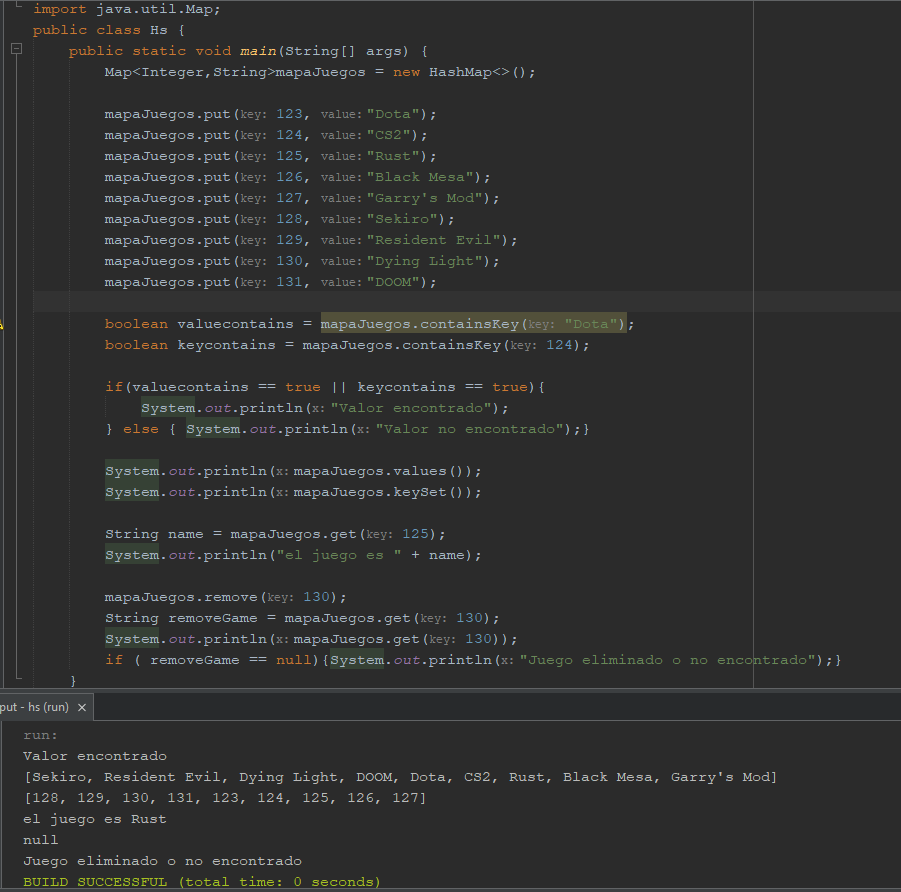 import java.util.Map;
public class Hs {
public static void main(String[] args) {
Map<Integer,String>mapaJuegos = new HashMap<>();
mapaJuegos.put(key: 123, value:"Dota");
mapaJuegos.put(key: 124, value:"CS2");
mapaJuegos.put(key: 125, value:"Rust");
mapaJuegos.put(key: 126, value:"Black Mesa");
mapaJuegos.put(key: 127, value:"Garry's Mod");
mapaJuegos.put(key: 128, value:"Sekiro");
mapaJuegos.put(key: 129, value:"Resident Evil");
mapaJuegos.put(key: 130, value:"Dying Light");
mapaJuegos.put(key: 131, value:"DOOM");
boolean valuecontains = mapaJuegos.containsKey(key: "Dota");
boolean keycontains = mapaJuegos.containsKey(key: 124);
if(valuecontains == true || keycontains == true){
System.out.println(x:"Valor encontrado");
} else { System.out.println(x:"Valor no encontrado");}
System.out.println(x:mapaJuegos.values());
System.out.println(x:mapaJuegos.keySet());
String name = mapaJuegos.get(key: 125);
System.out.println("el juego es " + name);
mapaJuegos.remove(key: 130);
String removeGame = mapaJuegos.get(key: 130);
System.out.println(x:mapaJuegos.get(key: 130));
if ( removeGame == null){System.out.println(x:"Juego eliminado o no encontrado");}
}
put - hs (run) ×
run:
Valor encontrado
[Sekiro, Resident Evil, Dying Light, DOOM, Dota, CS2, Rust, Black Mesa, Garry's Mod]
[128, 129, 130, 131, 123, 124, 125, 126, 127]
el juego es Rust
null
Juego eliminado o no encontrado
BUILD SUCCESSFUL (total time: 0 seconds)